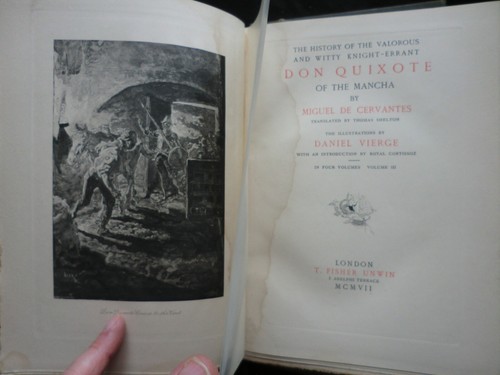 THE HISTORY OF THE VALOROUS
AND WITTY KNIGHT-ERRANT
DON QUIXOTE
OF THE MANCHA
BY
MIGUEL DE CERVANTES
TRANSLATED BY THOMAS SHELTON
THE ILLUSTRATIONS BY
DANIEL VIERGE
WITH AN INTRODUCTION BY ROYAL CORTISSOZ
IN FOUR VOLUMES VOLUME III
LONDON
T. FISHER UNWIN
ADELPHI TERRACE
MCMVII